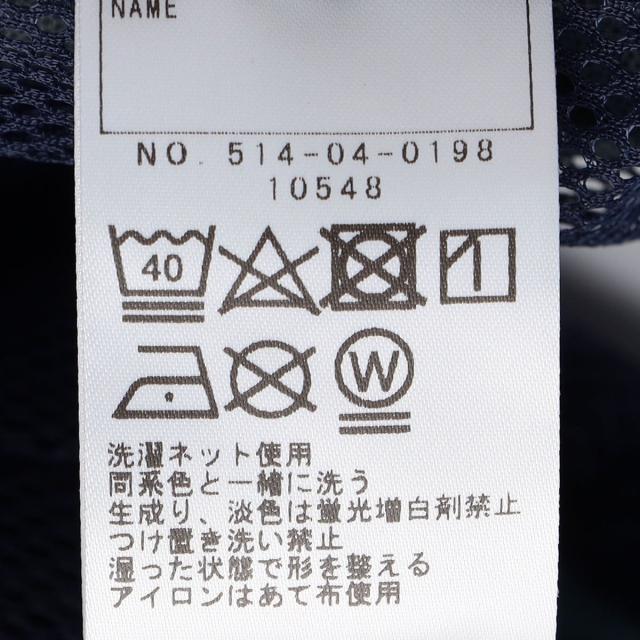 NAME
NO. 514-04-0198
10548
40
W
洗濯ネット使用
同系色と一緒に洗う
生成り、淡色は蛍光増白剤禁止
つけ置き洗い禁止
湿った状態で形を整える
アイロンはあて布使用